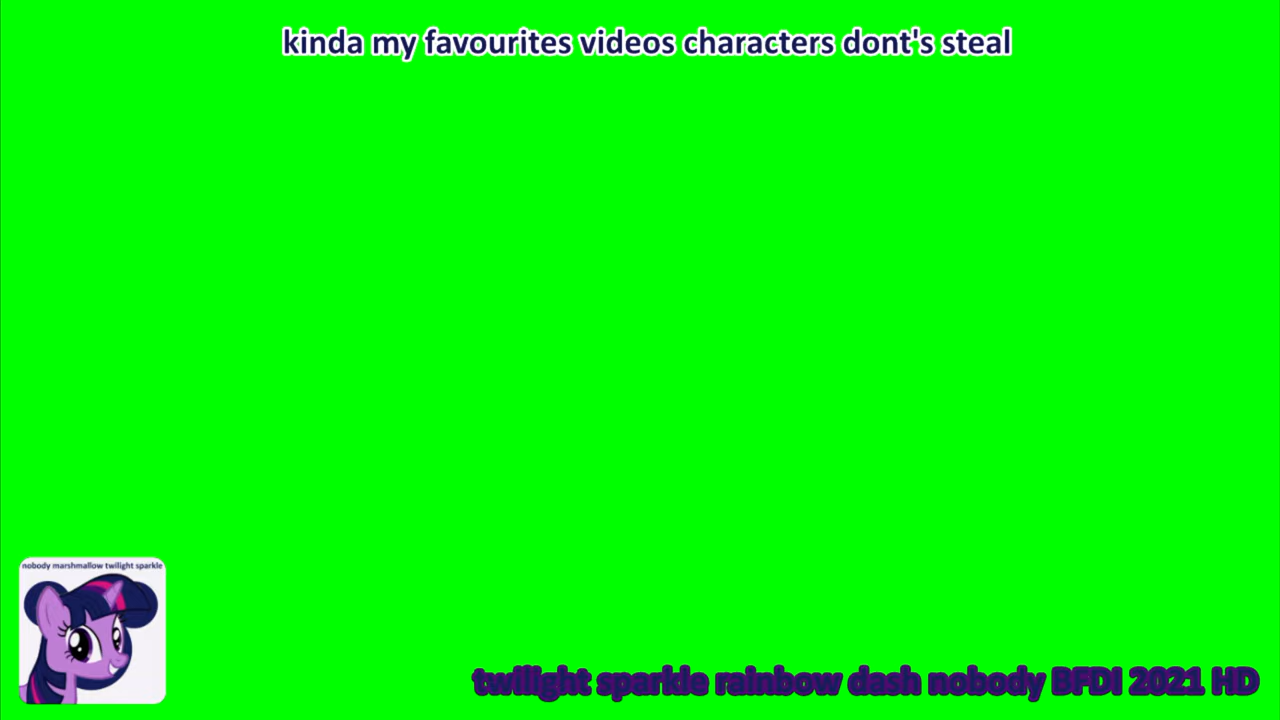 kinda my favourites videos characters dont's steal
nobody marshmallow twilight sparkle
twilight sparkle rainbow dash nobody BFDI 2021 HD